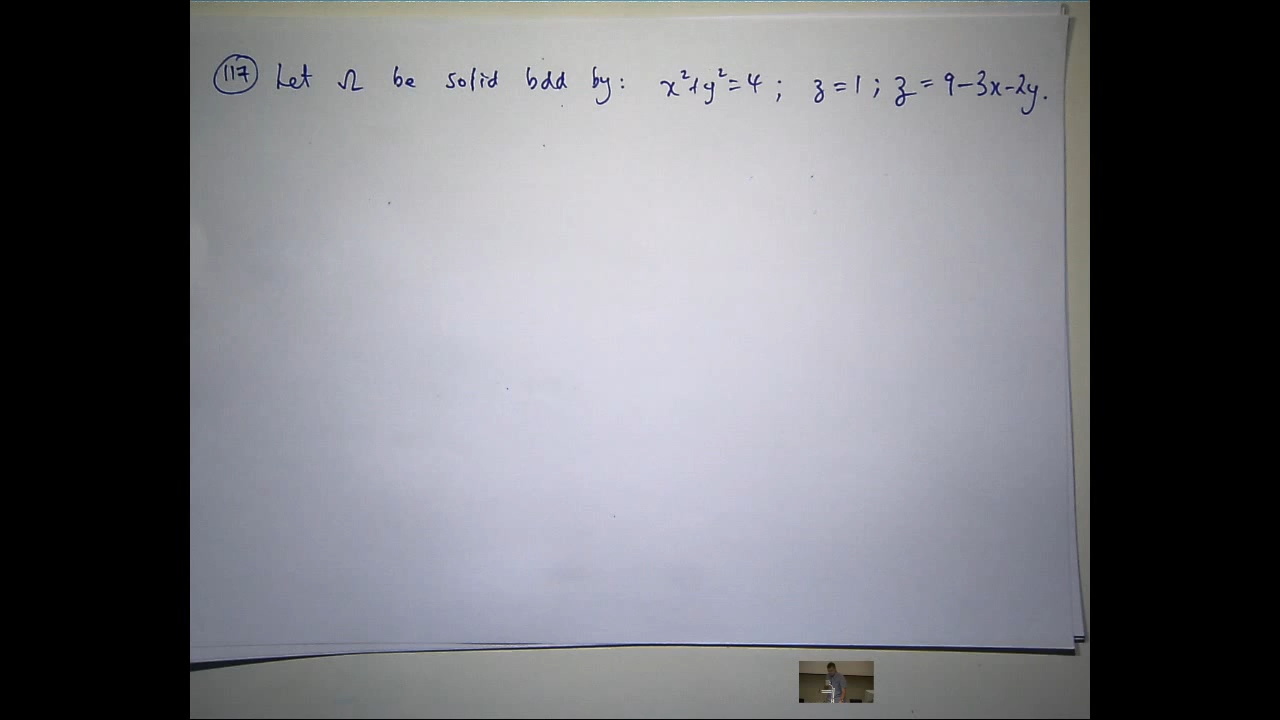 (117) Let Ω be solid bdd by: x²+y²=4; z=1; z=9-3x-2y.